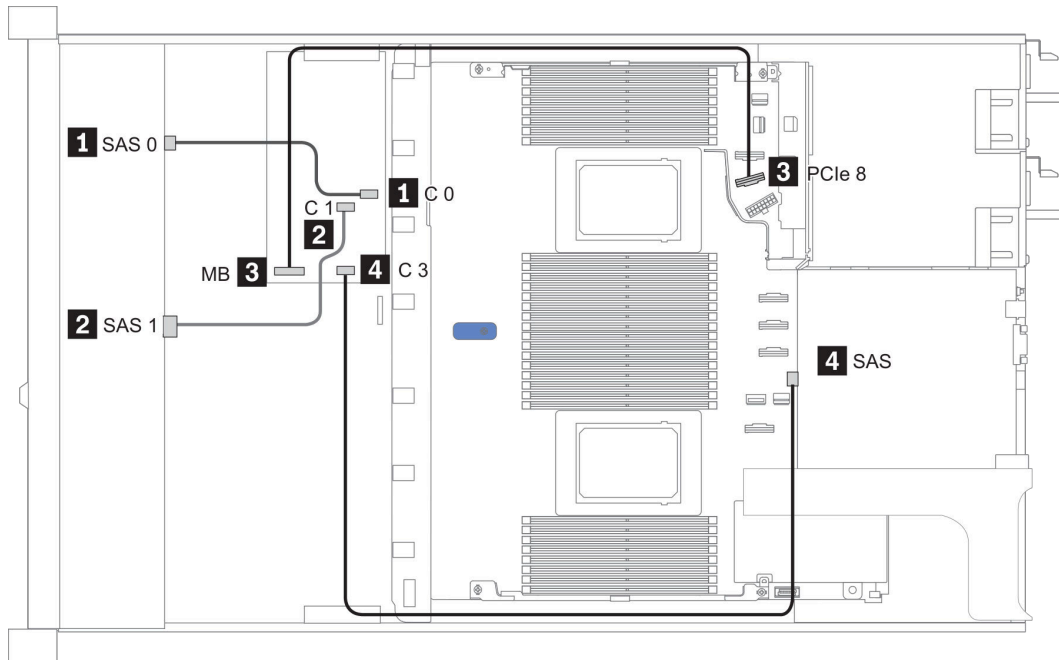 1 SAS 0
1 C 0
C 1
2
MB 3
4 C 3
2 SAS 1
3 PCIe 8
4 SAS